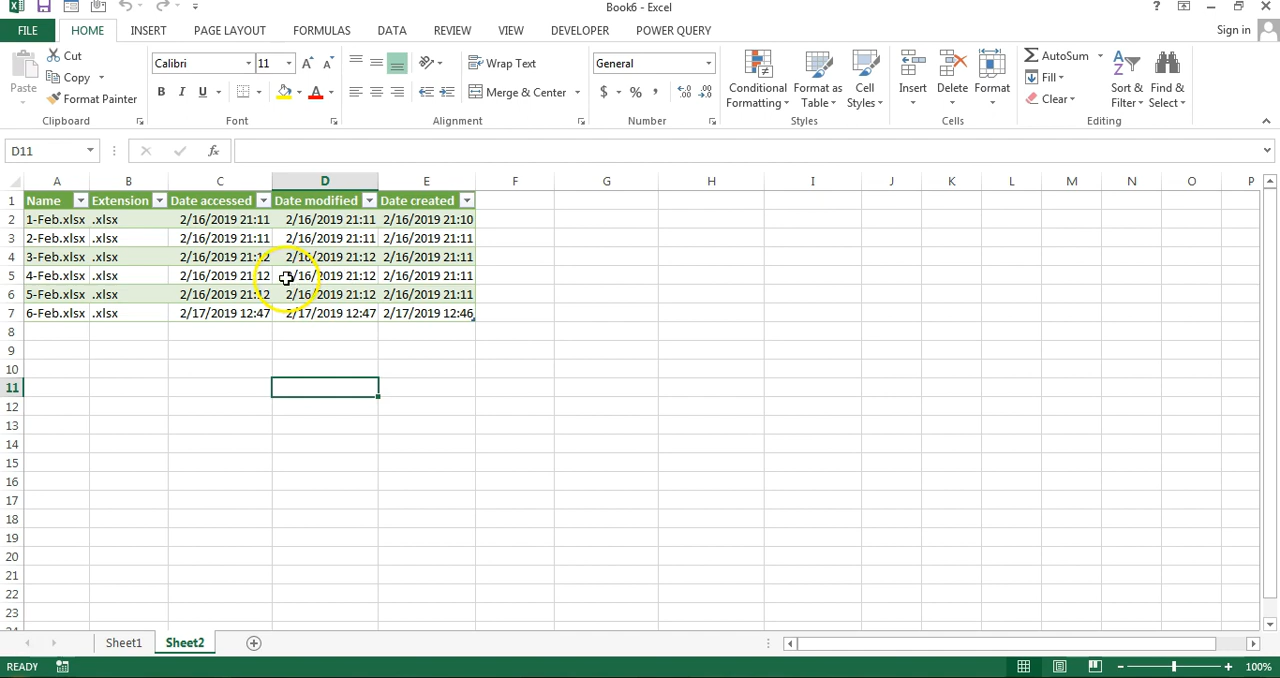 Book6 - Excel
?
FILE HOME INSERT PAGE LAYOUT FORMULAS DATA REVIEW VIEW DEVELOPER POWER QUERY Sign in
Paste
Cut
Copy
Format Painter
Clipboard
Calibri 11
B I U A
Font
Wrap Text
Merge & Center
Alignment
General
$ % ,
Number
Conditional Formatting
Format as Table
Cell Styles
Styles
Insert
Delete
Format
Cells
AutoSum
Fill
Clear
Sort & Filter
Find & Select
Editing
D11 fx
A B C D E F G H I J K L M N O P
1 Name Extension Date accessed Date modified Date created
2 1-Feb.xlsx .xlsx 2/16/2019 21:11 2/16/2019 21:11 2/16/2019 21:10
3 2-Feb.xlsx .xlsx 2/16/2019 21:11 2/16/2019 21:11 2/16/2019 21:11
4 3-Feb.xlsx .xlsx 2/16/2019 21:12 2/16/2019 21:12 2/16/2019 21:11
5 4-Feb.xlsx .xlsx 2/16/2019 21:12 2/16/2019 21:12 2/16/2019 21:11
6 5-Feb.xlsx .xlsx 2/16/2019 21:12 2/16/2019 21:12 2/16/2019 21:11
7 6-Feb.xlsx .xlsx 2/17/2019 12:47 2/17/2019 12:47 2/17/2019 12:46
8
9
10
11
12
13
14
15
16
17
18
19
20
21
22
23
Sheet1 Sheet2
READY 100%